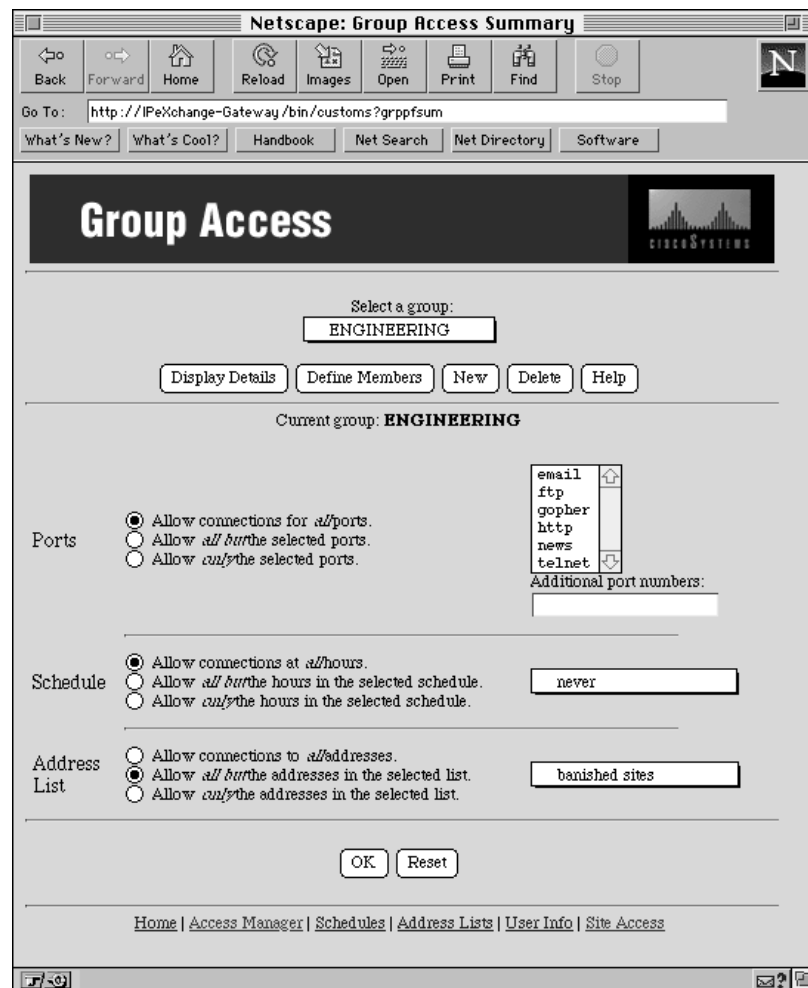 Netscape: Group Access Summary
Back Forward Home Reload Images Open Print Find Stop
N
Go To: http://IPeXchange-Gateway/bin/customs?grppfsum
What's New? What's Cool? Handbook Net Search Net Directory Software
Group Access
CISCO SYSTEMS
Select a group:
ENGINEERING
Display Details Define Members New Delete Help
Current group: ENGINEERING
Ports
Allow connections for all ports.
Allow all but the selected ports.
Allow only the selected ports.
email
ftp
gopher
http
news
telnet
Additional port numbers:
Schedule
Allow connections at all hours.
Allow all but the hours in the selected schedule.
Allow only the hours in the selected schedule.
never
Address
List
Allow connections to all addresses.
Allow all but the addresses in the selected list.
Allow only the addresses in the selected list.
banished sites
OK Reset
Home | Access Manager | Schedules | Address Lists | User Info | Site Access
?